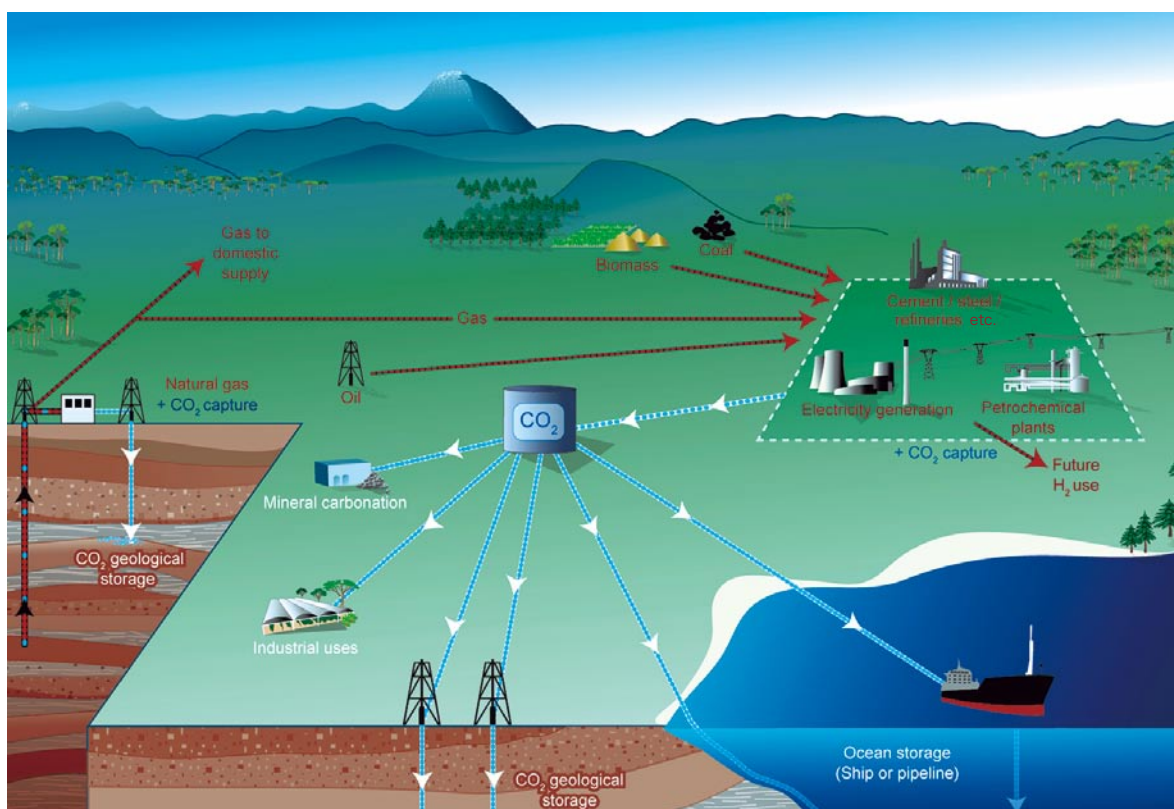 Gas to
domestic
supply
Coal
Biomass
Cement / steel /
refineries etc.
Gas
Natural gas
+ CO₂ capture
Oil
CO₂
Electricity generation
Petrochemical
plants
+ CO₂ capture
Future
H₂ use
Mineral carbonation
CO₂ geological
storage
Industrial uses
Ocean storage
(Ship or pipeline)
CO₂ geological
storage